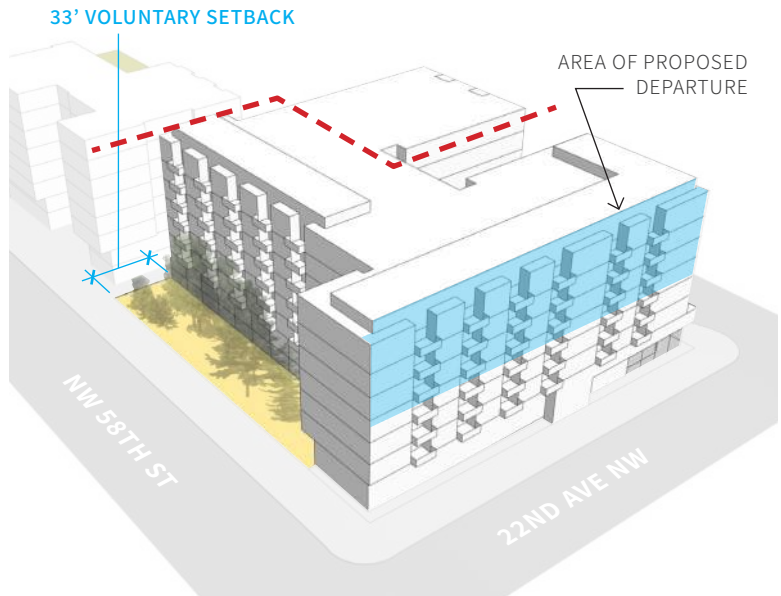 33’ VOLUNTARY SETBACK
AREA OF PROPOSED
DEPARTURE
NW 58TH ST
22ND AVE NW